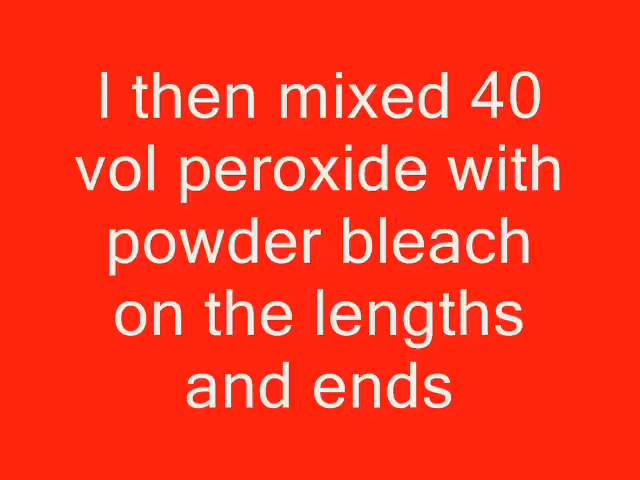 I then mixed 40
vol peroxide with
powder bleach
on the lengths
and ends